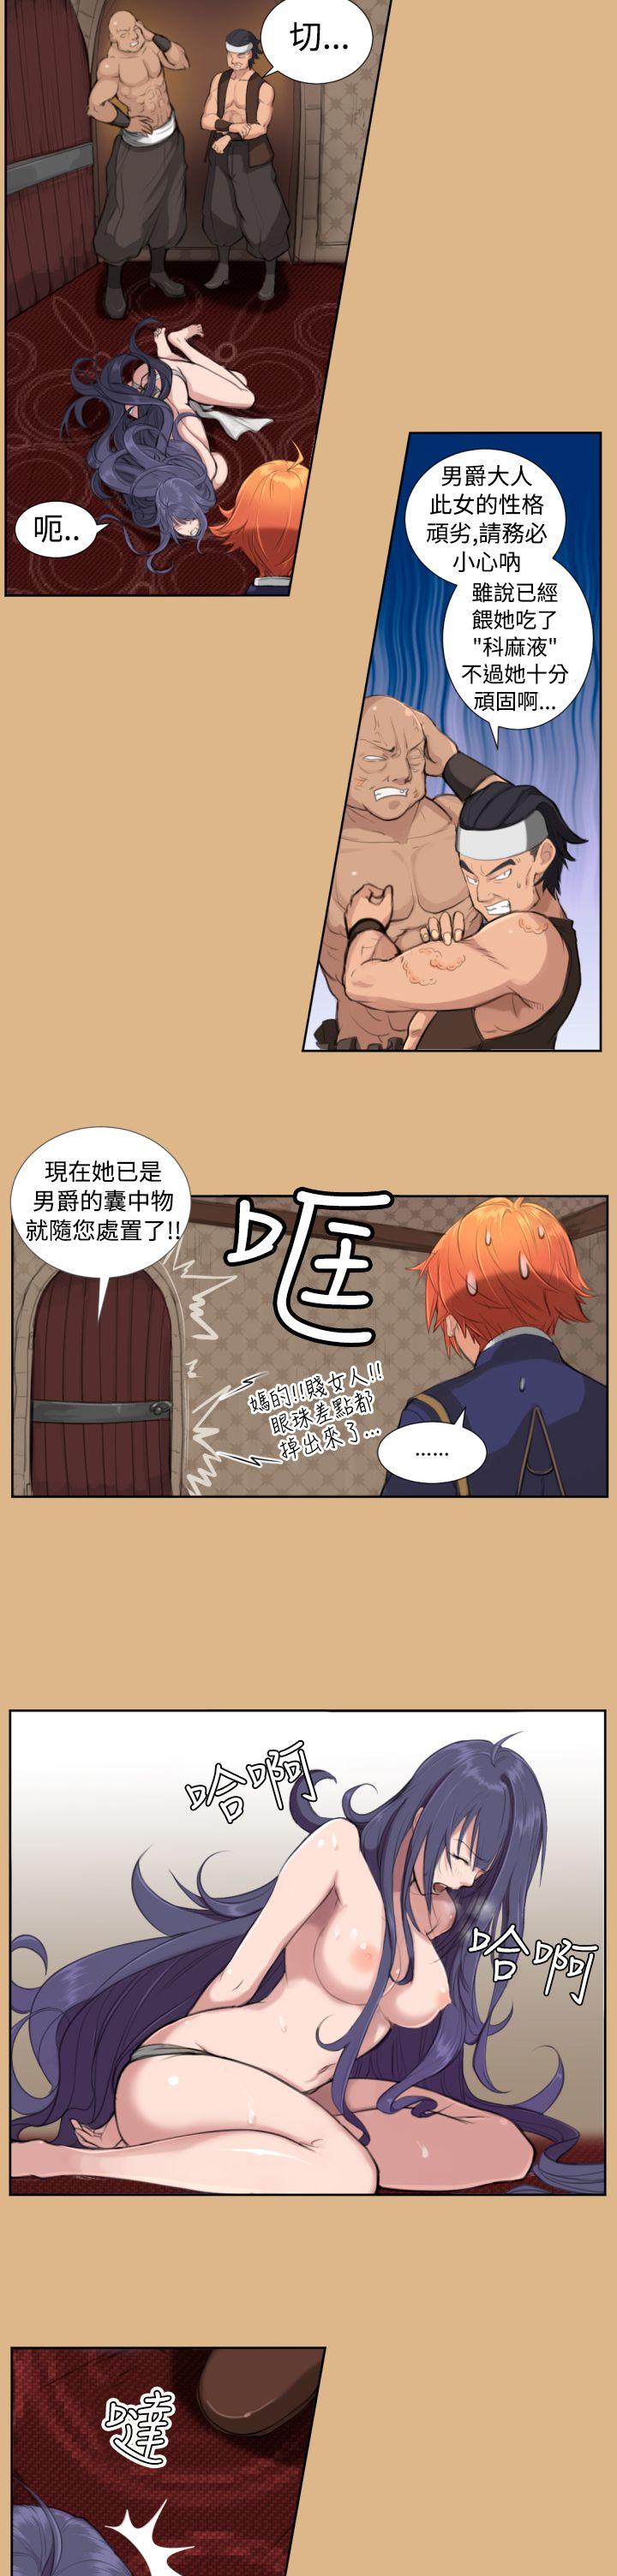 切...
呃..
男爵大人
此女的性格
頑劣,請務必
小心吶
雖說已經
餵她吃了
"科麻液"
不過她十分
頑固啊...
現在她已是
男爵的囊中物
就隨您處置了!!
哐
媽的!!賤女人!!
眼珠差點都
掉出來了...
......
哈啊
哈啊
噠